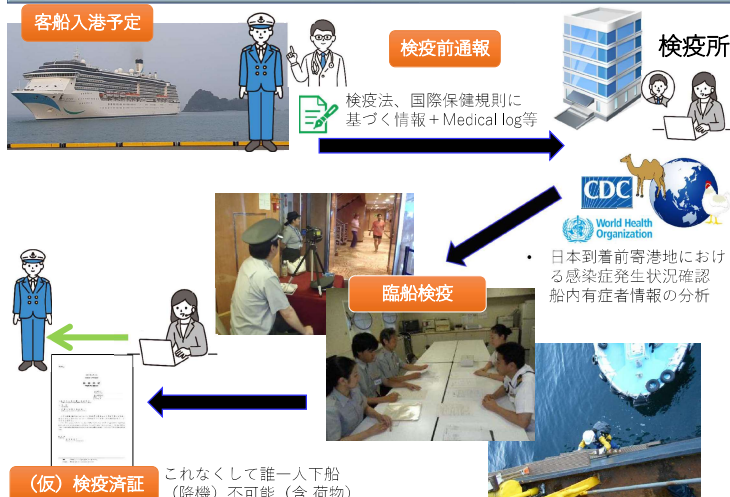 客船入港予定
検疫前通報
検疫所
検疫法、国際保健規則に
基づく情報+Medical log等
CDC
World Health
Organization
• 日本到着前寄港地におけ
る感染症発生状況確認
船内有症者情報の分析
臨船検疫
(仮)検疫済証
これなくして誰一人下船
(降機)不可能(含 荷物)